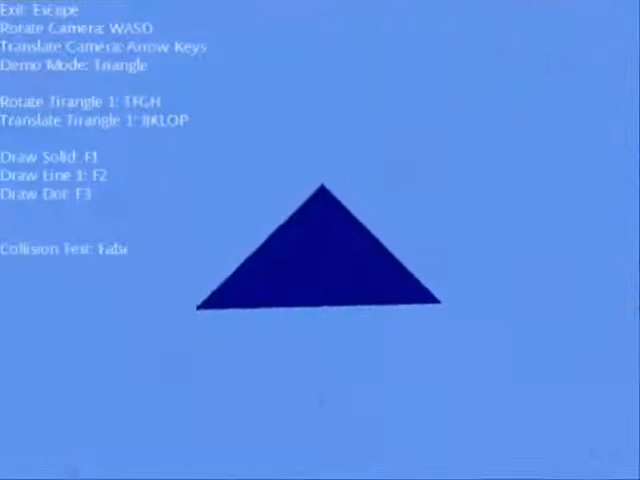 Exit: Escape
Rotate Camera: WASD
Translate Camera: Arrow Keys
Demo Mode: Triangle
Rotate Tirangle 1: TFGH
Translate Tirangle 1: IJKLOP
Draw Solid: F1
Draw Line 1: F2
Draw Dot: F3
Collision Test: False